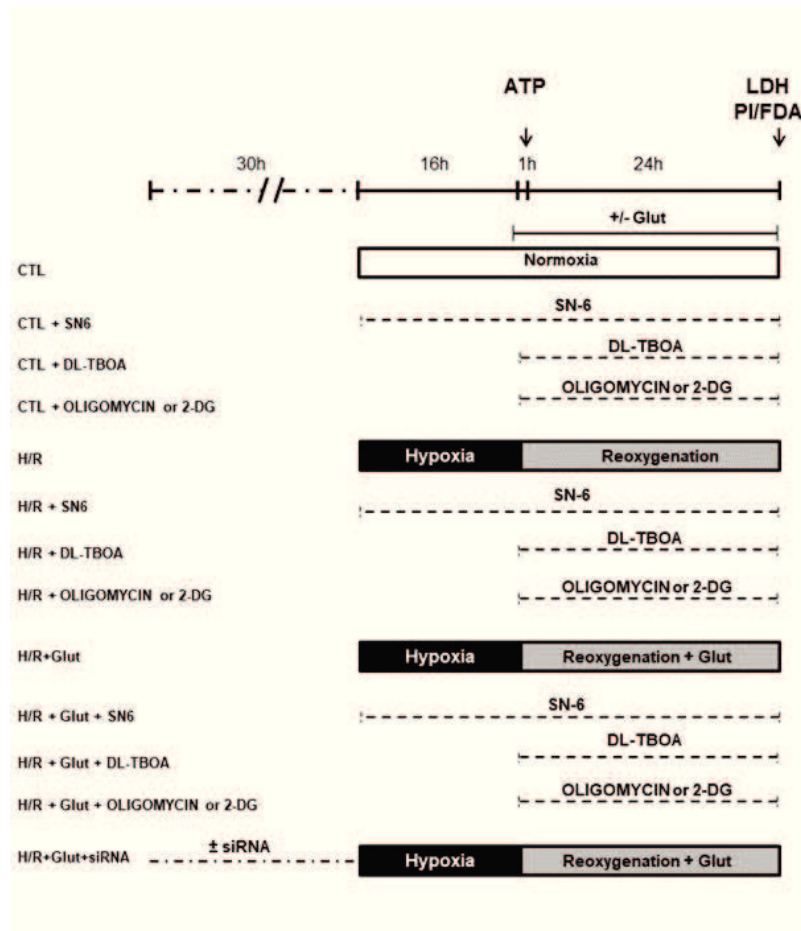 ATP
LDH
PI/FDA
30h
16h
1h
24h
+/- Glut
CTL
Normoxia
CTL + SN6
SN-6
CTL + DL-TBOA
DL-TBOA
CTL + OLIGOMYCIN or 2-DG
OLIGOMYCIN or 2-DG
H/R
Hypoxia
Reoxygenation
H/R + SN6
SN-6
H/R + DL-TBOA
DL-TBOA
H/R + OLIGOMYCIN or 2-DG
OLIGOMYCIN or 2-DG
H/R+Glut
Hypoxia
Reoxygenation + Glut
H/R + Glut + SN6
SN-6
H/R + Glut + DL-TBOA
DL-TBOA
H/R + Glut + OLIGOMYCIN or 2-DG
OLIGOMYCIN or 2-DG
H/R+Glut+siRNA
± siRNA
Hypoxia
Reoxygenation + Glut